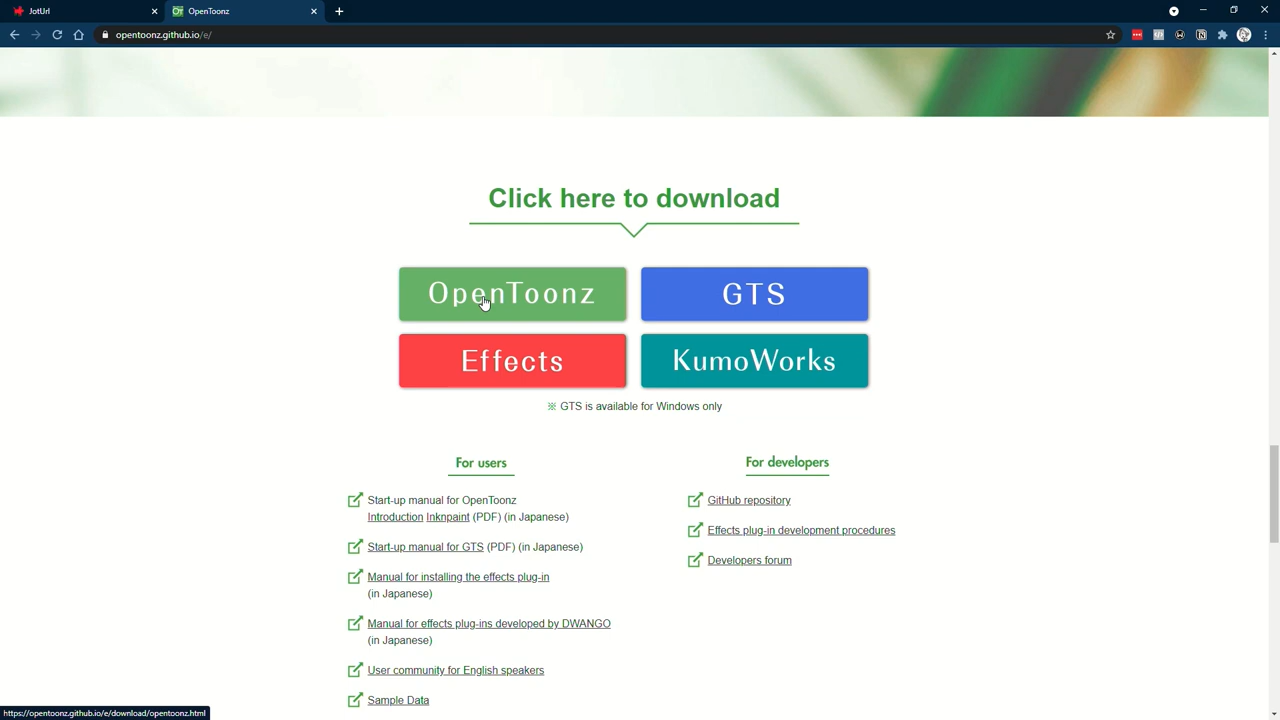 JotUrl
OpenToonz
opentoonz.github.io/e/
Click here to download
OpenToonz
GTS
Effects
KumoWorks
※ GTS is available for Windows only
For users
Start-up manual for OpenToonz
Introduction Inknpaint (PDF) (in Japanese)
Start-up manual for GTS (PDF) (in Japanese)
Manual for installing the effects plug-in
(in Japanese)
Manual for effects plug-ins developed by DWANGO
(in Japanese)
User community for English speakers
Sample Data
For developers
GitHub repository
Effects plug-in development procedures
Developers forum
https://opentoonz.github.io/e/download/opentoonz.html